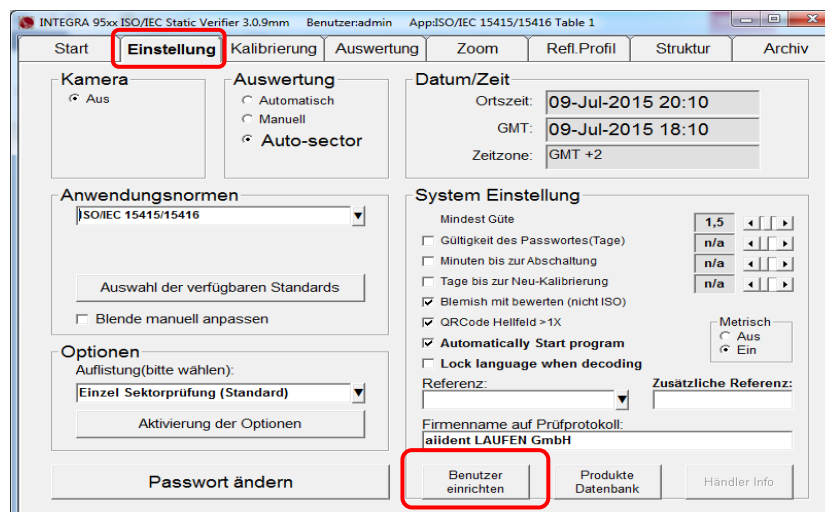 INTEGRA 95xx ISO/IEC Static Verifier 3.0.9mm Benutzer:admin App:ISO/IEC 15415/15416 Table 1
Start Einstellung Kalibrierung Auswertung Zoom Refl.Profil Struktur Archiv
Kamera
Aus
Auswertung
Automatisch
Manuell
Auto-sector
Datum/Zeit
Ortszeit: 09-Jul-2015 20:10
GMT: 09-Jul-2015 18:10
Zeitzone: GMT +2
Anwendungsnormen
ISO/IEC 15415/15416
Auswahl der verfügbaren Standards
Blende manuell anpassen
Optionen
Auflistung(bitte wählen):
Einzel Sektorprüfung (Standard)
Aktivierung der Optionen
Passwort ändern
System Einstellung
Mindest Güte 1,5
Gültigkeit des Passwortes(Tage) n/a
Minuten bis zur Abschaltung n/a
Tage bis zur Neu-Kalibrierung n/a
Blemish mit bewerten (nicht ISO)
QRCode Hellfeld >1X
Automatically Start program
Lock language when decoding
Metrisch
Aus
Ein
Referenz: Zusätzliche Referenz:
Firmenname auf Prüfprotokoll:
aiident LAUFEN GmbH
Benutzer
einrichten
Produkte
Datenbank
Händler Info